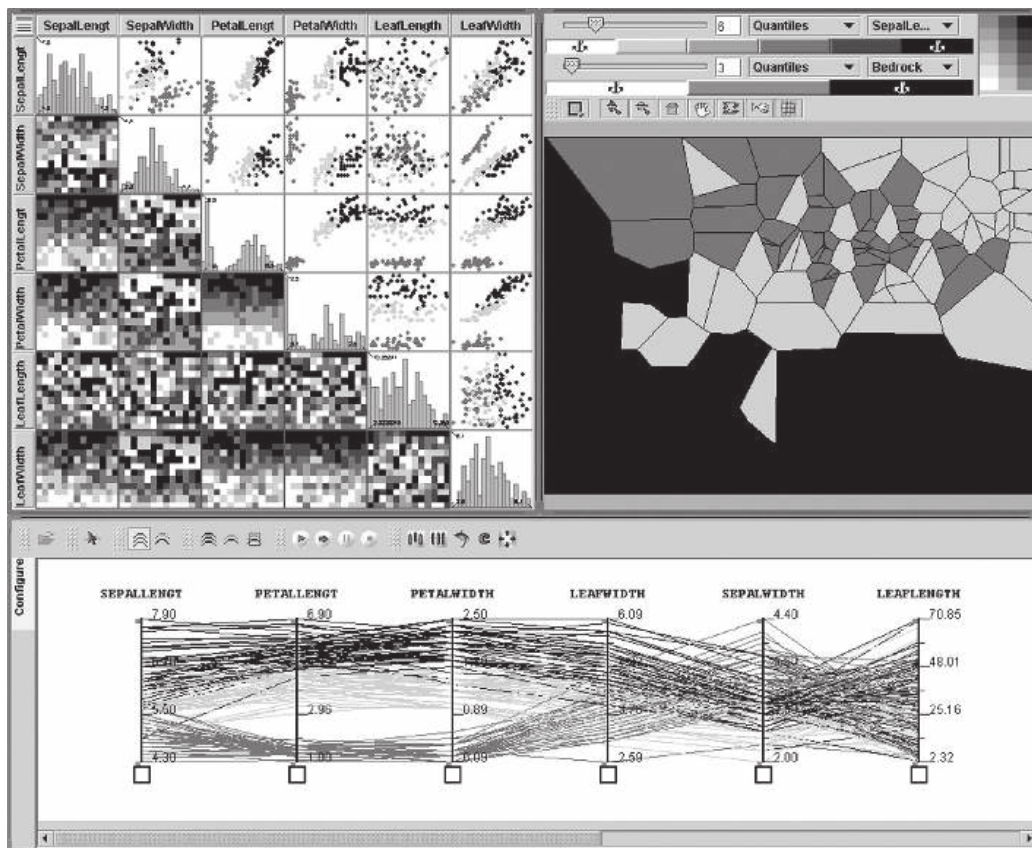 SepalLengt SepalWidth PetalLengt PetalWidth LeafLength LeafWidth
SepalLengt
SepalWidth
PetalLengt
PetalWidth
LeafLength
LeafWidth
6 Quantiles SepalLe...
3 Quantiles Bedrock
Configure
SEPALLENGT PETALLENGT PETALWIDTH LEAFWIDTH SEPALWIDTH LEAFLENGTH
7.90 6.90 2.50 6.09 4.40 70.85
48.01
5.50 2.95 0.89 25.16
4.30 1.00 0.09 2.59 2.00 2.32